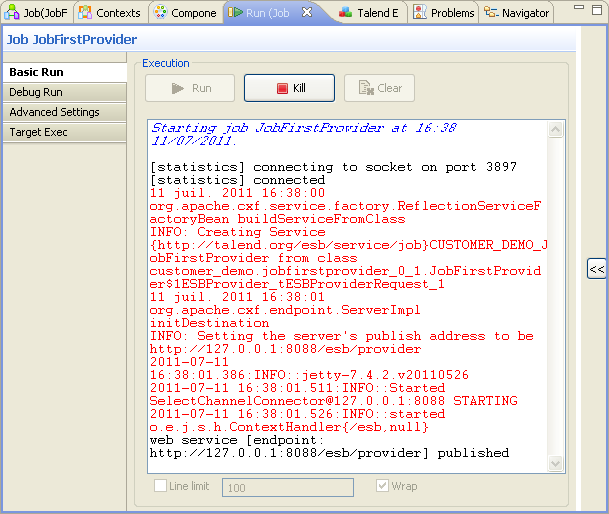 Job(JobF
Contexts
Compone
Run (Job
Talend E
Problems
Navigator
Job JobFirstProvider
Basic Run
Debug Run
Advanced Settings
Target Exec
Execution
Run
Kill
Clear
Starting job JobFirstProvider at 16:38
11/07/2011.
[statistics] connecting to socket on port 3897
[statistics] connected
11 juil. 2011 16:38:00
org.apache.cxf.service.factory.ReflectionServiceF
actoryBean buildServiceFromClass
INFO: Creating Service
{http://talend.org/esb/service/job}CUSTOMER_DEMO_J
obFirstProvider from class
customer_demo.jobfirstprovider_0_1.JobFirstProvid
er$1ESBProvider_tESBProviderRequest_1
11 juil. 2011 16:38:01
org.apache.cxf.endpoint.ServerImpl
initDestination
INFO: Setting the server's publish address to be
http://127.0.0.1:8088/esb/provider
2011-07-11
16:38:01.386:INFO::jetty-7.4.2.v20110526
2011-07-11 16:38:01.511:INFO::Started
SelectChannelConnector@127.0.0.1:8088 STARTING
2011-07-11 16:38:01.526:INFO::started
o.e.j.s.h.ContextHandler{/esb,null}
web service [endpoint:
http://127.0.0.1:8088/esb/provider] published
<<
Line limit
100
Wrap